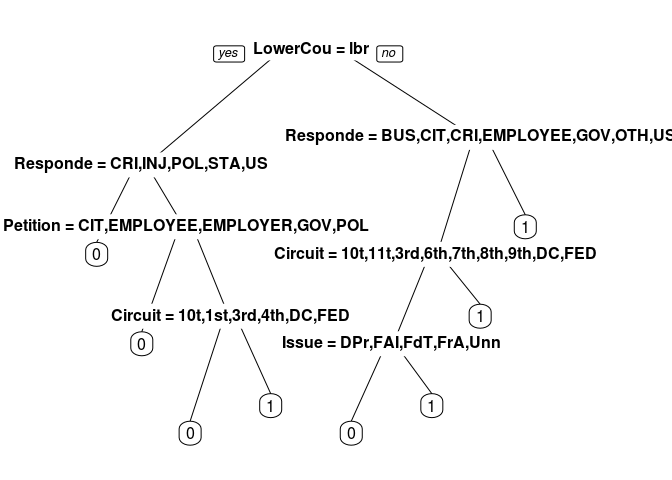 yes LowerCou = lbr no
Responde = BUS,CIT,CRI,EMPLOYEE,GOV,OTH,US
Responde = CRI,INJ,POL,STA,US
Petition = CIT,EMPLOYEE,EMPLOYER,GOV,POL
1
0
Circuit = 10t,11t,3rd,6th,7th,8th,9th,DC,FED
Circuit = 10t,1st,3rd,4th,DC,FED
1
0
Issue = DPr,FAI,FdT,FrA,Unn
1
1
0
0